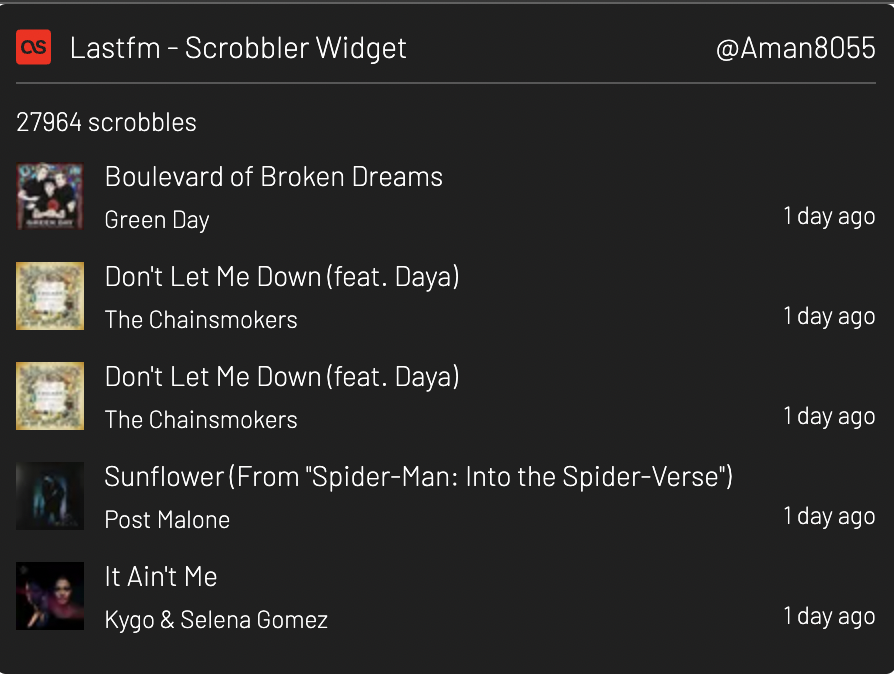 Lastfm - Scrobbler Widget @Aman8055
27964 scrobbles
Boulevard of Broken Dreams
Green Day
1 day ago
Don't Let Me Down (feat. Daya)
The Chainsmokers
1 day ago
Don't Let Me Down (feat. Daya)
The Chainsmokers
1 day ago
Sunflower (From "Spider-Man: Into the Spider-Verse")
Post Malone
1 day ago
It Ain't Me
Kygo & Selena Gomez
1 day ago